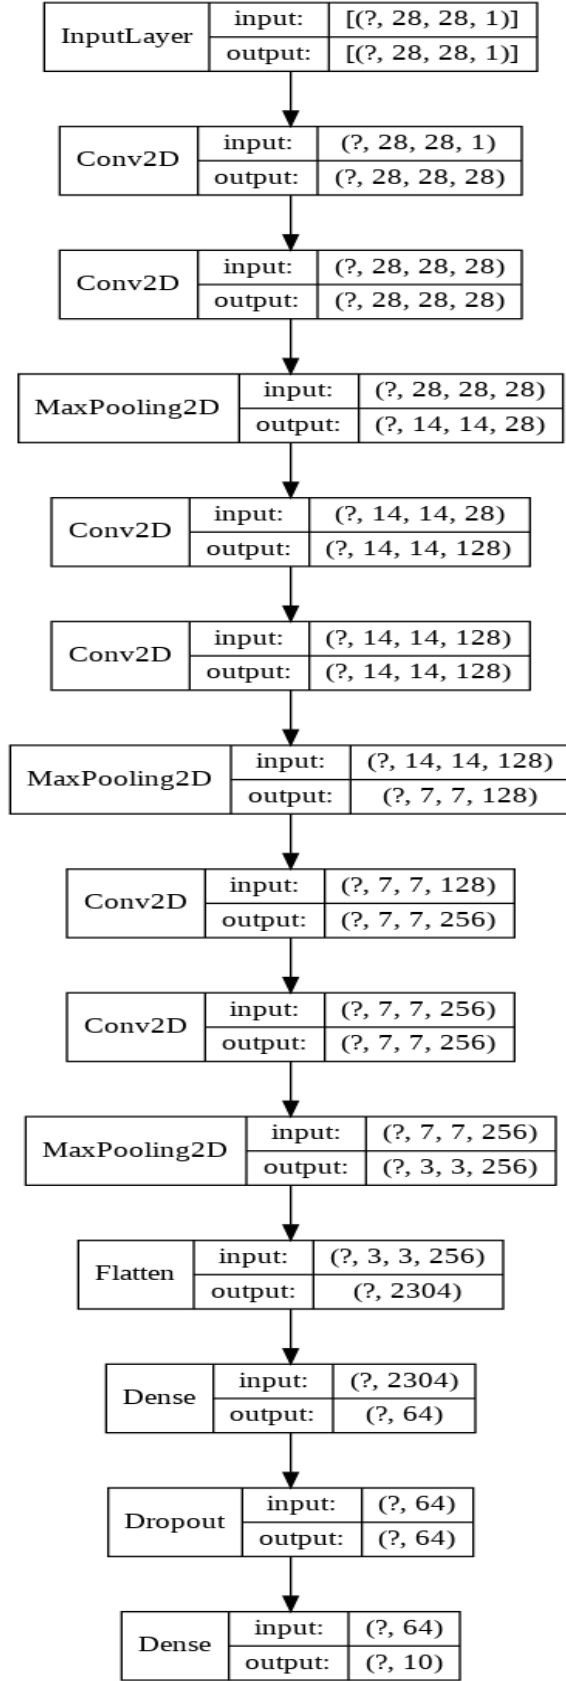 InputLayer input: [(?, 28, 28, 1)]
output: [(?, 28, 28, 1)]
Conv2D input: (?, 28, 28, 1)
output: (?, 28, 28, 28)
Conv2D input: (?, 28, 28, 28)
output: (?, 28, 28, 28)
MaxPooling2D input: (?, 28, 28, 28)
output: (?, 14, 14, 28)
Conv2D input: (?, 14, 14, 28)
output: (?, 14, 14, 128)
Conv2D input: (?, 14, 14, 128)
output: (?, 14, 14, 128)
MaxPooling2D input: (?, 14, 14, 128)
output: (?, 7, 7, 128)
Conv2D input: (?, 7, 7, 128)
output: (?, 7, 7, 256)
Conv2D input: (?, 7, 7, 256)
output: (?, 7, 7, 256)
MaxPooling2D input: (?, 7, 7, 256)
output: (?, 3, 3, 256)
Flatten input: (?, 3, 3, 256)
output: (?, 2304)
Dense input: (?, 2304)
output: (?, 64)
Dropout input: (?, 64)
output: (?, 64)
Dense input: (?, 64)
output: (?, 10)